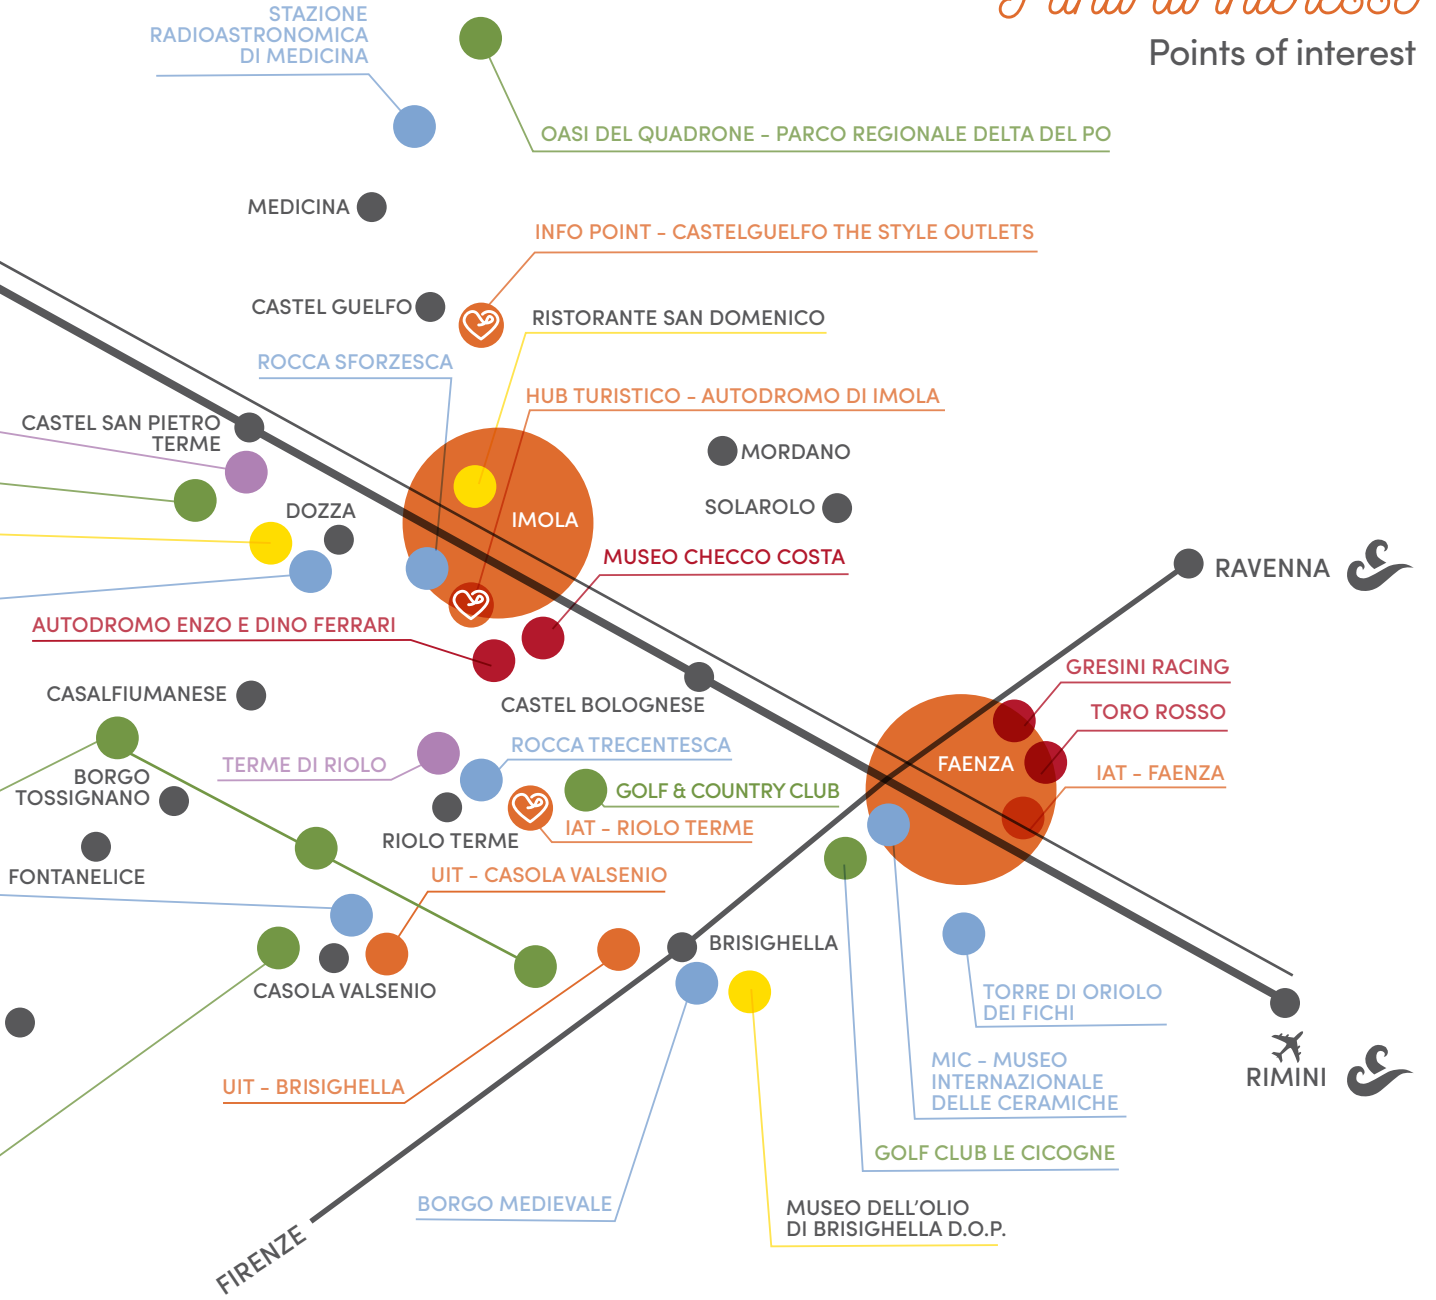 Punti di interesse
Points of interest
STAZIONE
RADIOASTRONOMICA
DI MEDICINA
OASI DEL QUADRONE - PARCO REGIONALE DELTA DEL PO
MEDICINA
INFO POINT - CASTELGUELFO THE STYLE OUTLETS
CASTEL GUELFO
RISTORANTE SAN DOMENICO
ROCCA SFORZESCA
HUB TURISTICO - AUTODROMO DI IMOLA
CASTEL SAN PIETRO
TERME
MORDANO
SOLAROLO
DOZZA
IMOLA
MUSEO CHECCO COSTA
RAVENNA
AUTODROMO ENZO E DINO FERRARI
GRESINI RACING
CASALFIUMANESE
CASTEL BOLOGNESE
TORO ROSSO
ROCCA TRECENTESCA
TERME DI RIOLO
FAENZA
IAT - FAENZA
BORGO
TOSSIGNANO
GOLF & COUNTRY CLUB
IAT - RIOLO TERME
RIOLO TERME
FONTANELICE
UIT - CASOLA VALSENIO
BRISIGHELLA
CASOLA VALSENIO
TORRE DI ORIOLO
DEI FICHI
MIC - MUSEO
INTERNAZIONALE
DELLE CERAMICHE
RIMINI
UIT - BRISIGHELLA
GOLF CLUB LE CICOGNE
BORGO MEDIEVALE
MUSEO DELL'OLIO
DI BRISIGHELLA D.O.P.
FIRENZE